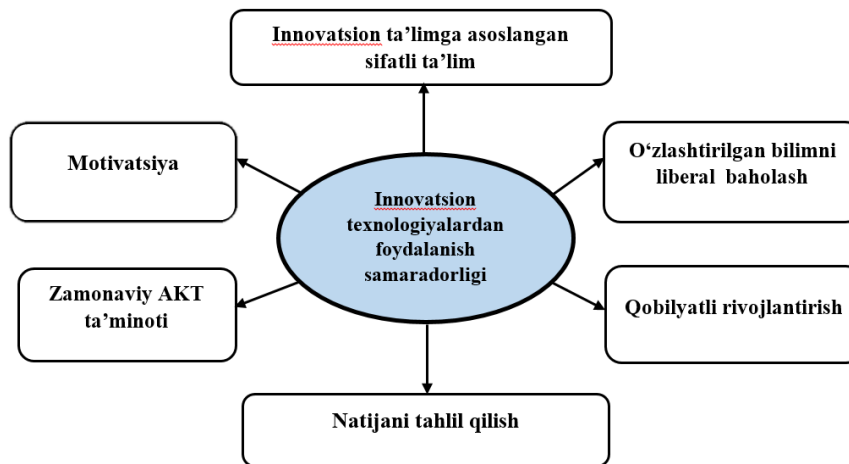 Innovatsion ta’limga asoslangan
sifatli ta’lim
Motivatsiya
O‘zlashtirilgan bilimni
liberal baholash
Innovatsion
texnologiyalardan
foydalanish
samaradorligi
Zamonaviy AKT
ta’minoti
Qobilyatli rivojlantirish
Natijani tahlil qilish